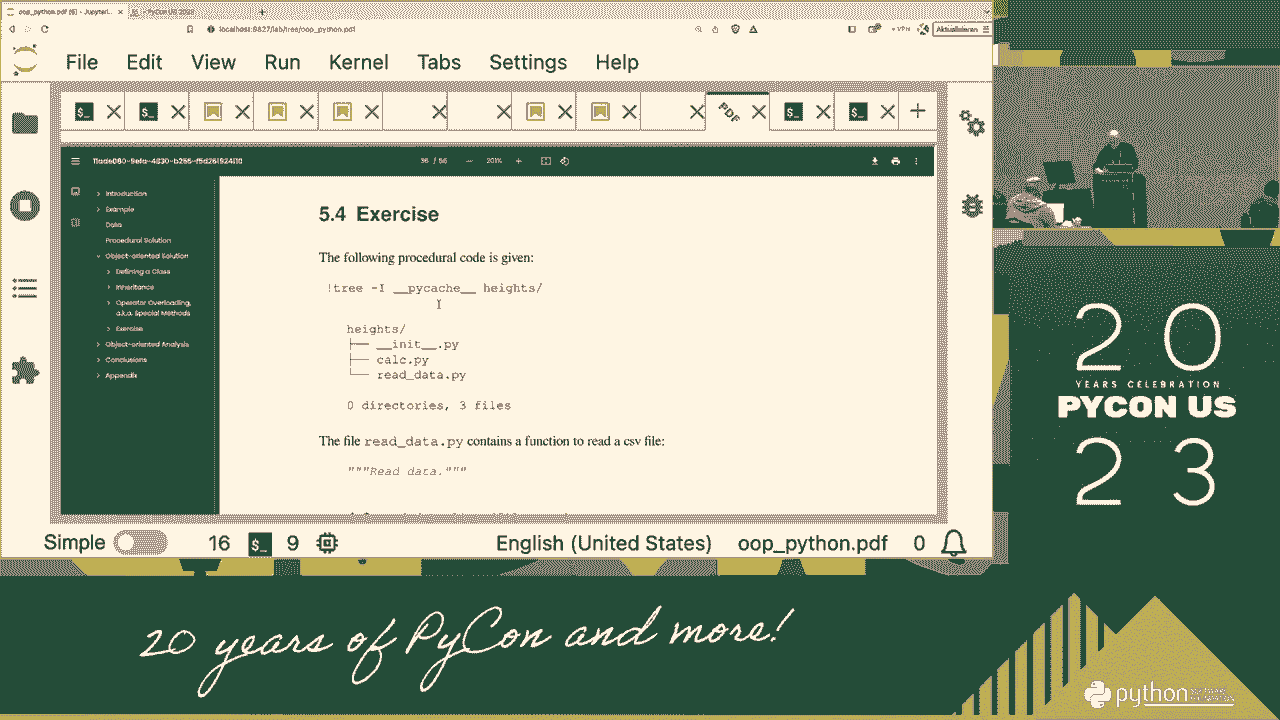 oop_python.pdf (6) - JupyterL...
PyCon US 2023
localhost:8827/lab/tree/oop_python.pdf
VPN
Aktualisieren
File Edit View Run Kernel Tabs Settings Help
PDF
36 / 56
201%
Introduction
Example
Data
Procedural Solution
Object-oriented Solution
Defining a Class
Inheritance
Operator Overloading,
a.k.a. Special Methods
Exercise
Object-oriented Analysis
Conclusions
Appendix
5.4 Exercise
The following procedural code is given:
!tree -I __pycache__ heights/
heights/
├── __init__.py
├── calc.py
└── read_data.py
0 directories, 3 files
The file read_data.py contains a function to read a csv file:
"""Read data."""
Simple 16 $_ 9 English (United States) oop_python.pdf 0
20
YEARS CELEBRATION
PYCON US
23
20 years of PyCon and more!
python